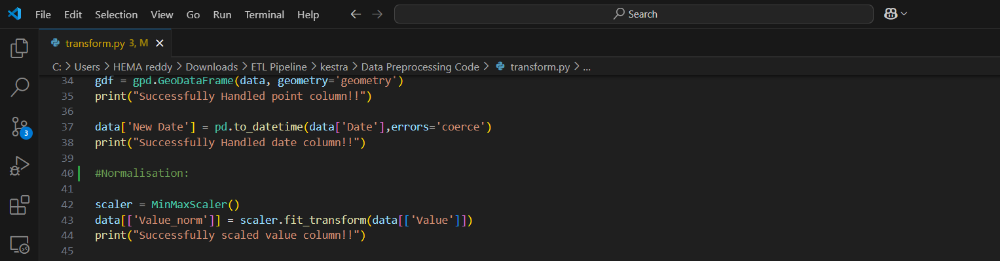 File Edit Selection View Go Run Terminal Help Search
transform.py 3, M
C: > Users > HEMA reddy > Downloads > ETL Pipeline > kestra > Data Preprocessing Code > transform.py > ...
34 gdf = gpd.GeoDataFrame(data, geometry='geometry')
35 print("Successfully Handled point column!!")
36
37 data['New Date'] = pd.to_datetime(data['Date'],errors='coerce')
38 print("Successfully Handled date column!!")
39
40 #Normalisation:
41
42 scaler = MinMaxScaler()
43 data[['Value_norm']] = scaler.fit_transform(data[['Value']])
44 print("Successfully scaled value column!!")
45
3